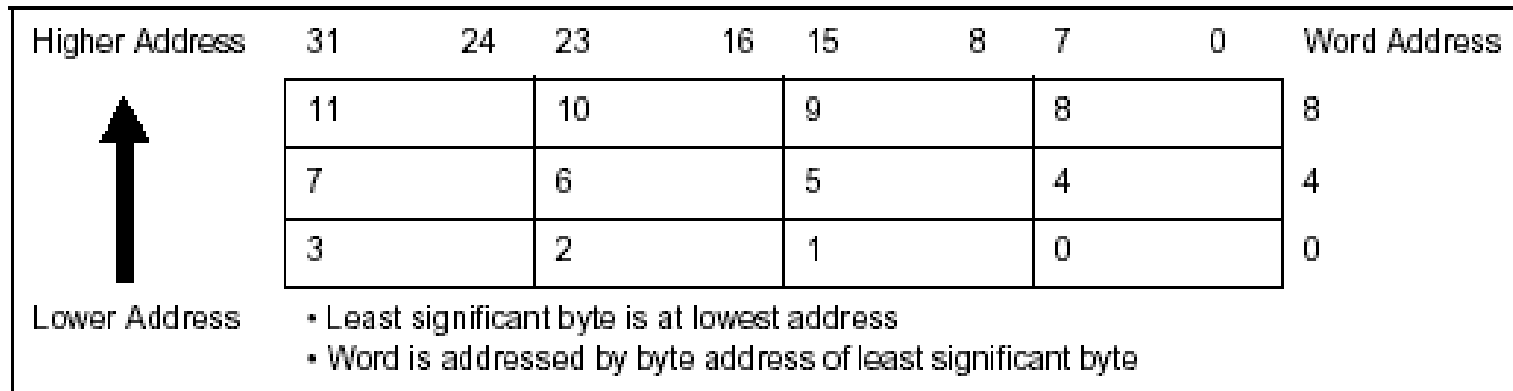 Higher Address 31 24 23 16 15 8 7 0 Word Address
11 10 9 8 8
7 6 5 4 4
3 2 1 0 0
Lower Address • Least significant byte is at lowest address
• Word is addressed by byte address of least significant byte